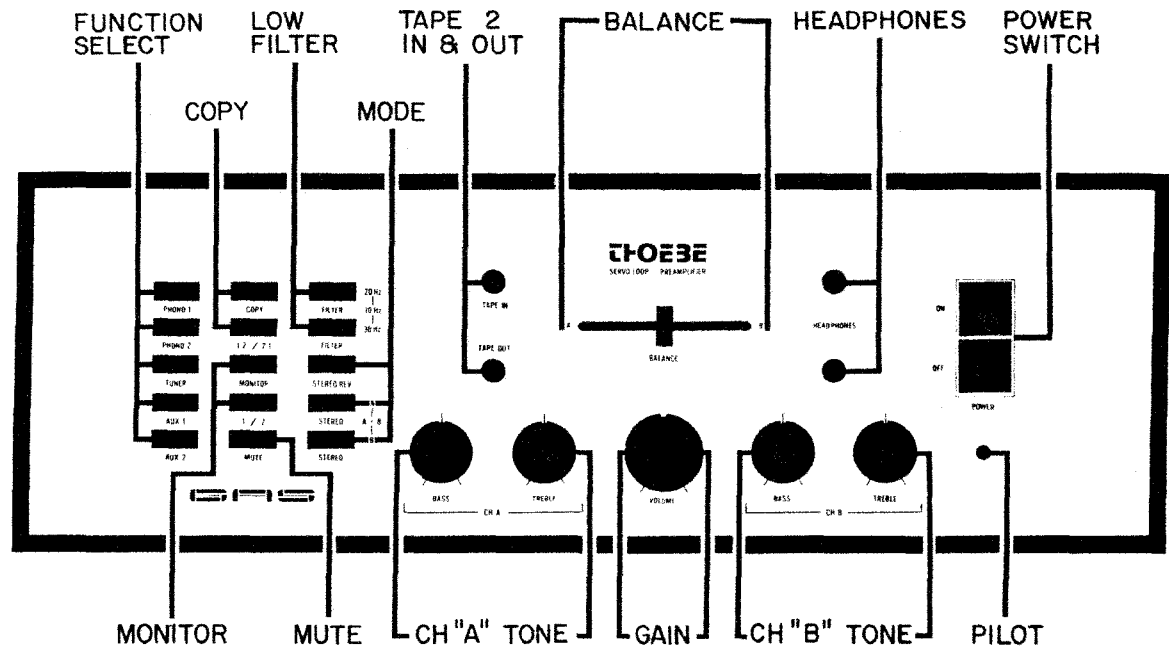 FUNCTION SELECT
LOW FILTER
TAPE 2 IN & OUT
BALANCE
HEADPHONES
POWER SWITCH
COPY
MODE
THOEBE
SERVO LOOP PREAMPLIFIER
PHONO 1
COPY
FILTER
20 Hz
10 Hz
30 Hz
TAPE IN
PHONO 2
1 2 / 2 1
FILTER
A
B
HEADPHONES
ON
TAPE OUT
BALANCE
TUNER
MONITOR
STEREO REV
OFF
POWER
AUX 1
1 / 2
STEREO
A
B
AUX 2
MUTE
STEREO
BASS
TREBLE
VOLUME
BASS
TREBLE
CH A
CH B
MONITOR
MUTE
CH "A" TONE
GAIN
CH "B" TONE
PILOT